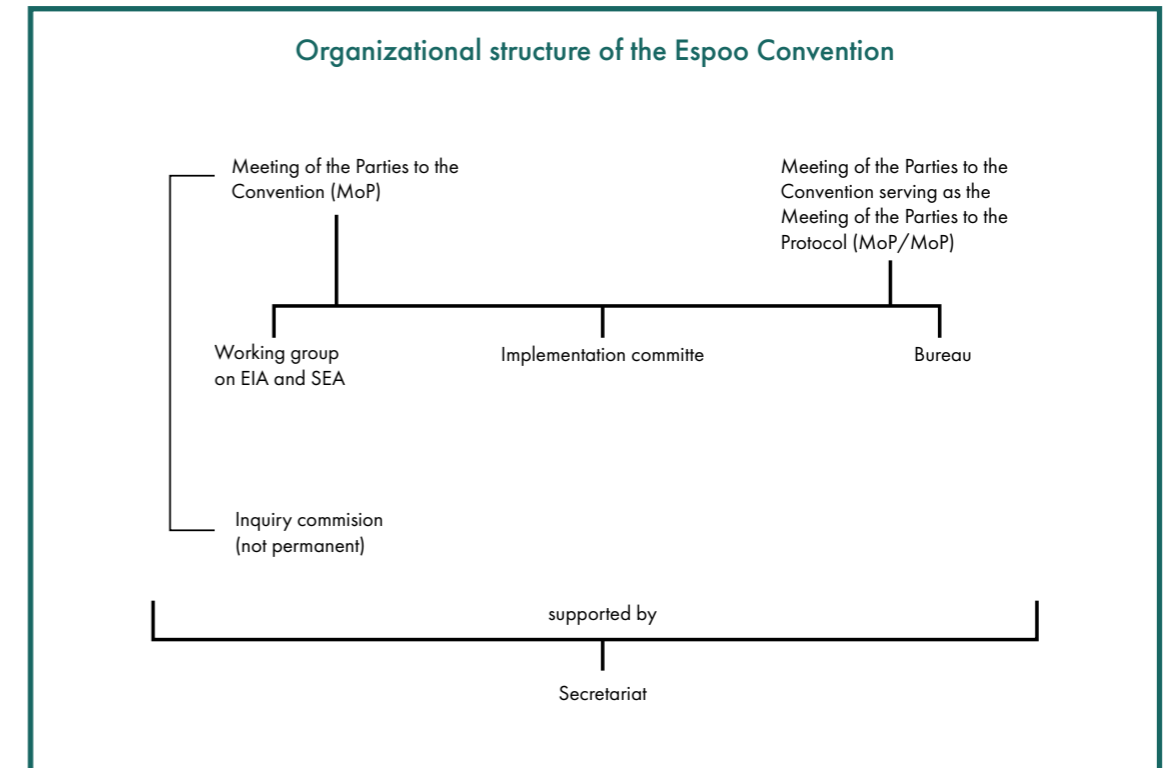 Organizational structure of the Espoo Convention
Meeting of the Parties to the
Convention (MoP)
Meeting of the Parties to the
Convention serving as the
Meeting of the Parties to the
Protocol (MoP/MoP)
Working group
on EIA and SEA
Implementation committe
Bureau
Inquiry commision
(not permanent)
supported by
Secretariat